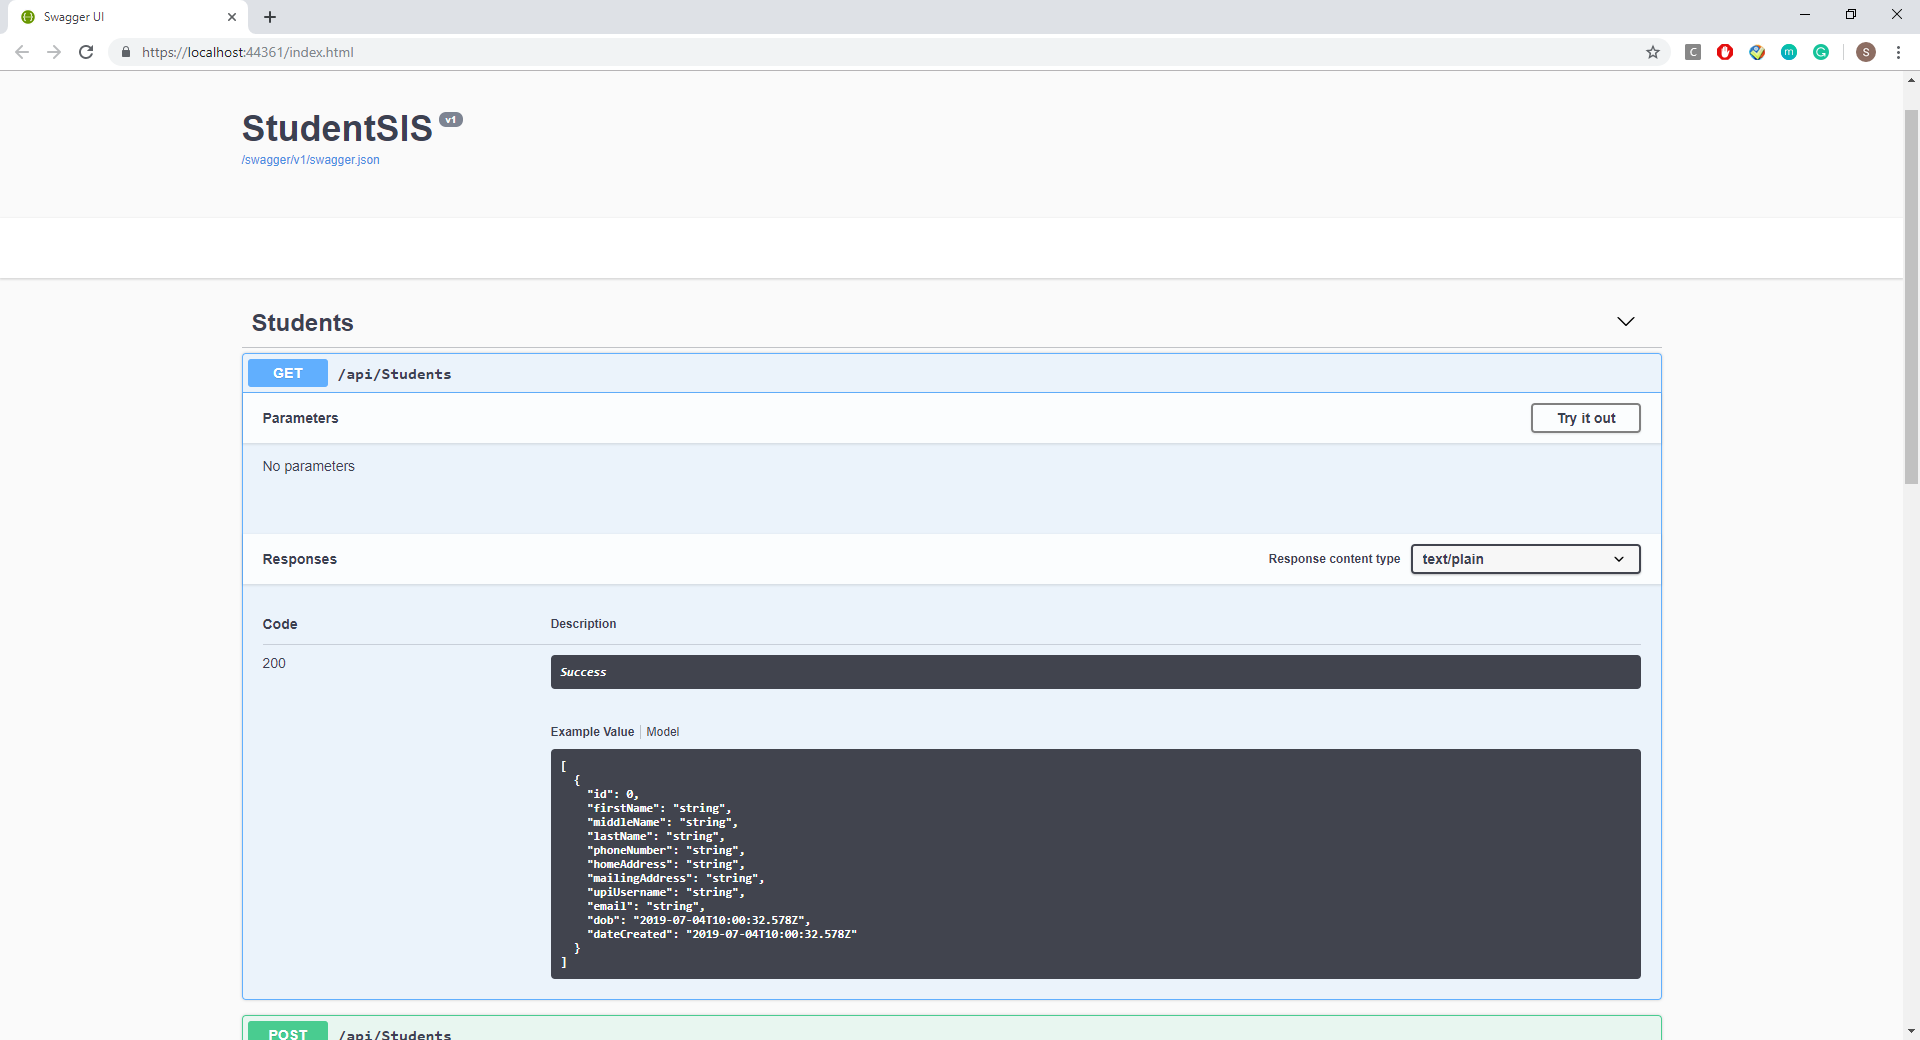 Swagger UI
https://localhost:44361/index.html
C
m
G
S
StudentSIS v1
/swagger/v1/swagger.json
Students
GET /api/Students
Parameters
Try it out
No parameters
Responses
Response content type text/plain
Code Description
200 Success
Example Value Model
[
  {
    "id": 0,
    "firstName": "string",
    "middleName": "string",
    "lastName": "string",
    "phoneNumber": "string",
    "homeAddress": "string",
    "mailingAddress": "string",
    "upiUsername": "string",
    "email": "string",
    "dob": "2019-07-04T10:00:32.578Z",
    "dateCreated": "2019-07-04T10:00:32.578Z"
  }
]
POST /api/Students